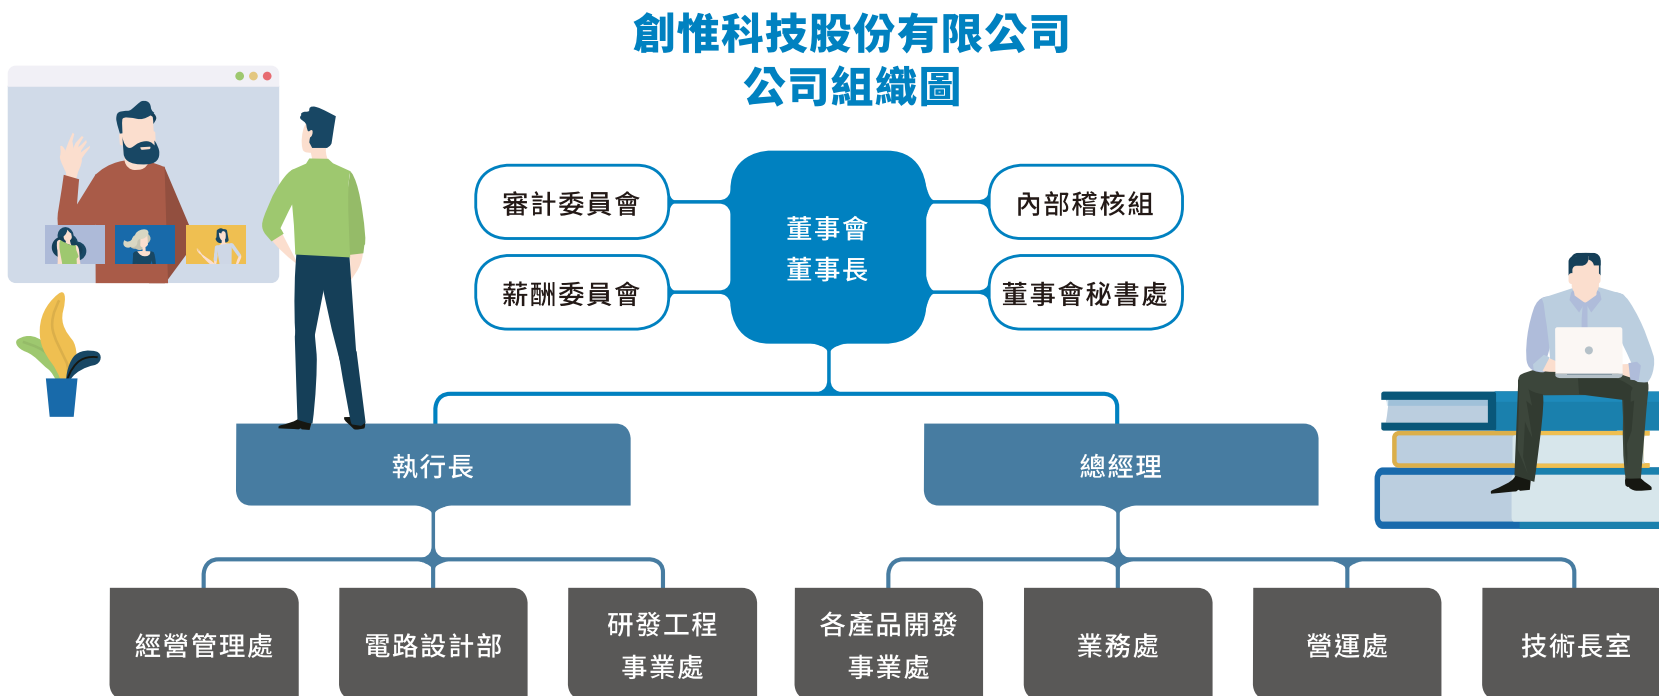 創惟科技股份有限公司
公司組織圖
審計委員會
薪酬委員會
董事會
董事長
內部稽核組
董事會秘書處
執行長
總經理
經營管理處
電路設計部
研發工程
事業處
各產品開發
事業處
業務處
營運處
技術長室